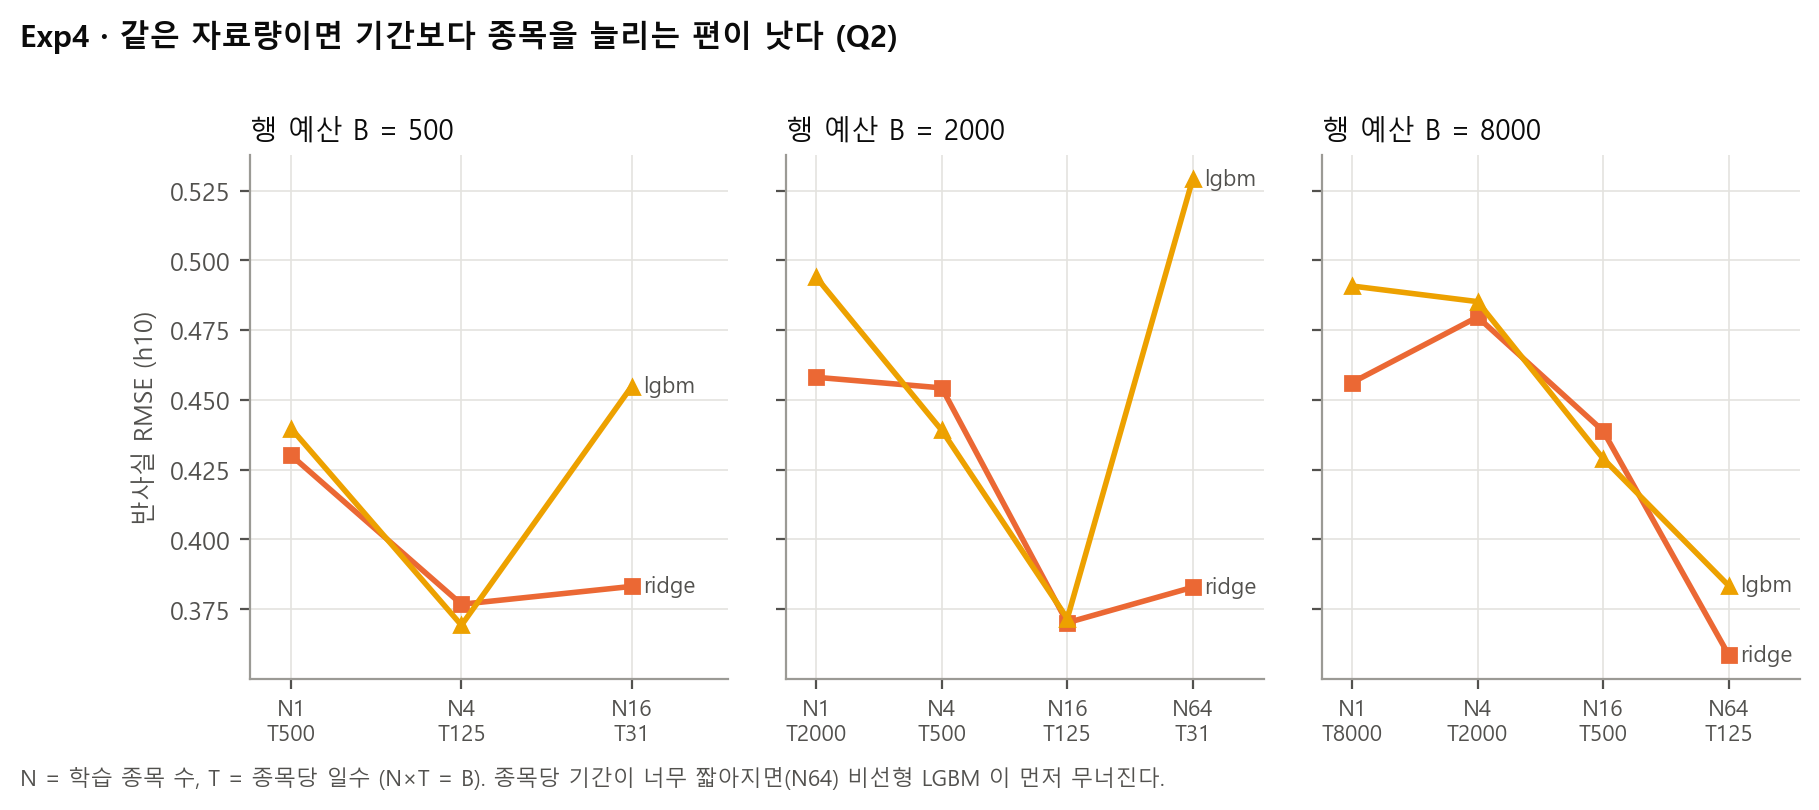 Exp4 · 같은 자료량이면 기간보다 종목을 늘리는 편이 낫다 (Q2)
행 예산 B = 500
행 예산 B = 2000
행 예산 B = 8000
반사실 RMSE (h10)
0.525
0.500
0.475
0.450
0.425
0.400
0.375
lgbm
ridge
lgbm
ridge
lgbm
ridge
N1
T500
N4
T125
N16
T31
N1
T2000
N4
T500
N16
T125
N64
T31
N1
T8000
N4
T2000
N16
T500
N64
T125
N = 학습 종목 수, T = 종목당 일수 (N×T = B). 종목당 기간이 너무 짧아지면(N64) 비선형 LGBM 이 먼저 무너진다.